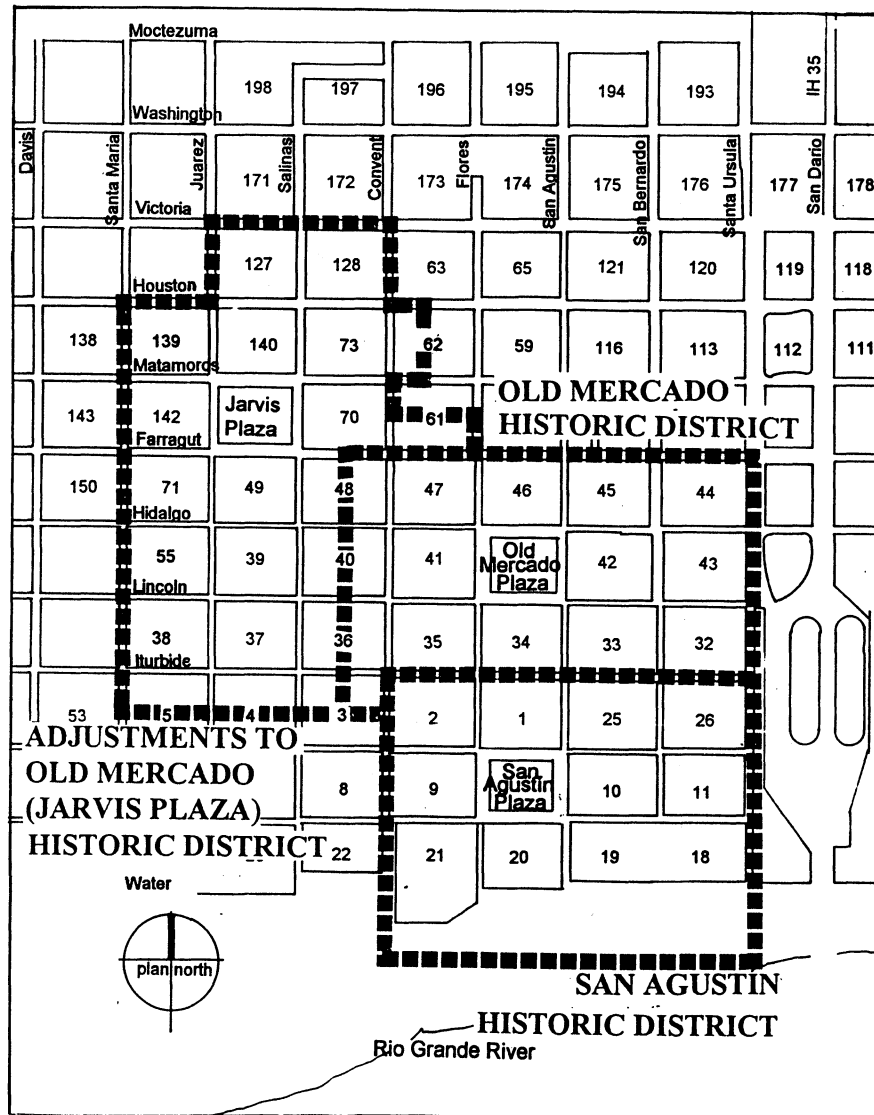 Moctezuma
198
197
196
195
194
193
IH 35
Washington
Davis
Santa Maria
Juarez
Salinas
Convent
Flores
San Agustin
San Bernardo
Santa Ursula
San Dario
171
172
173
174
175
176
177
178
Victoria
127
128
63
65
121
120
119
118
Houston
138
139
140
73
62
59
116
113
112
111
Matamoros
OLD MERCADO
HISTORIC DISTRICT
143
142
Jarvis
Plaza
70
61
Farragut
150
71
49
48
47
46
45
44
Hidalgo
55
39
40
41
Old
Mercado
Plaza
42
43
Lincoln
38
37
36
35
34
33
32
Iturbide
53
5
4
3
2
1
25
26
ADJUSTMENTS TO
OLD MERCADO
(JARVIS PLAZA)
HISTORIC DISTRICT
8
9
San
Agustin
Plaza
10
11
22
21
20
19
18
Water
plan north
SAN AGUSTIN
HISTORIC DISTRICT
Rio Grande River